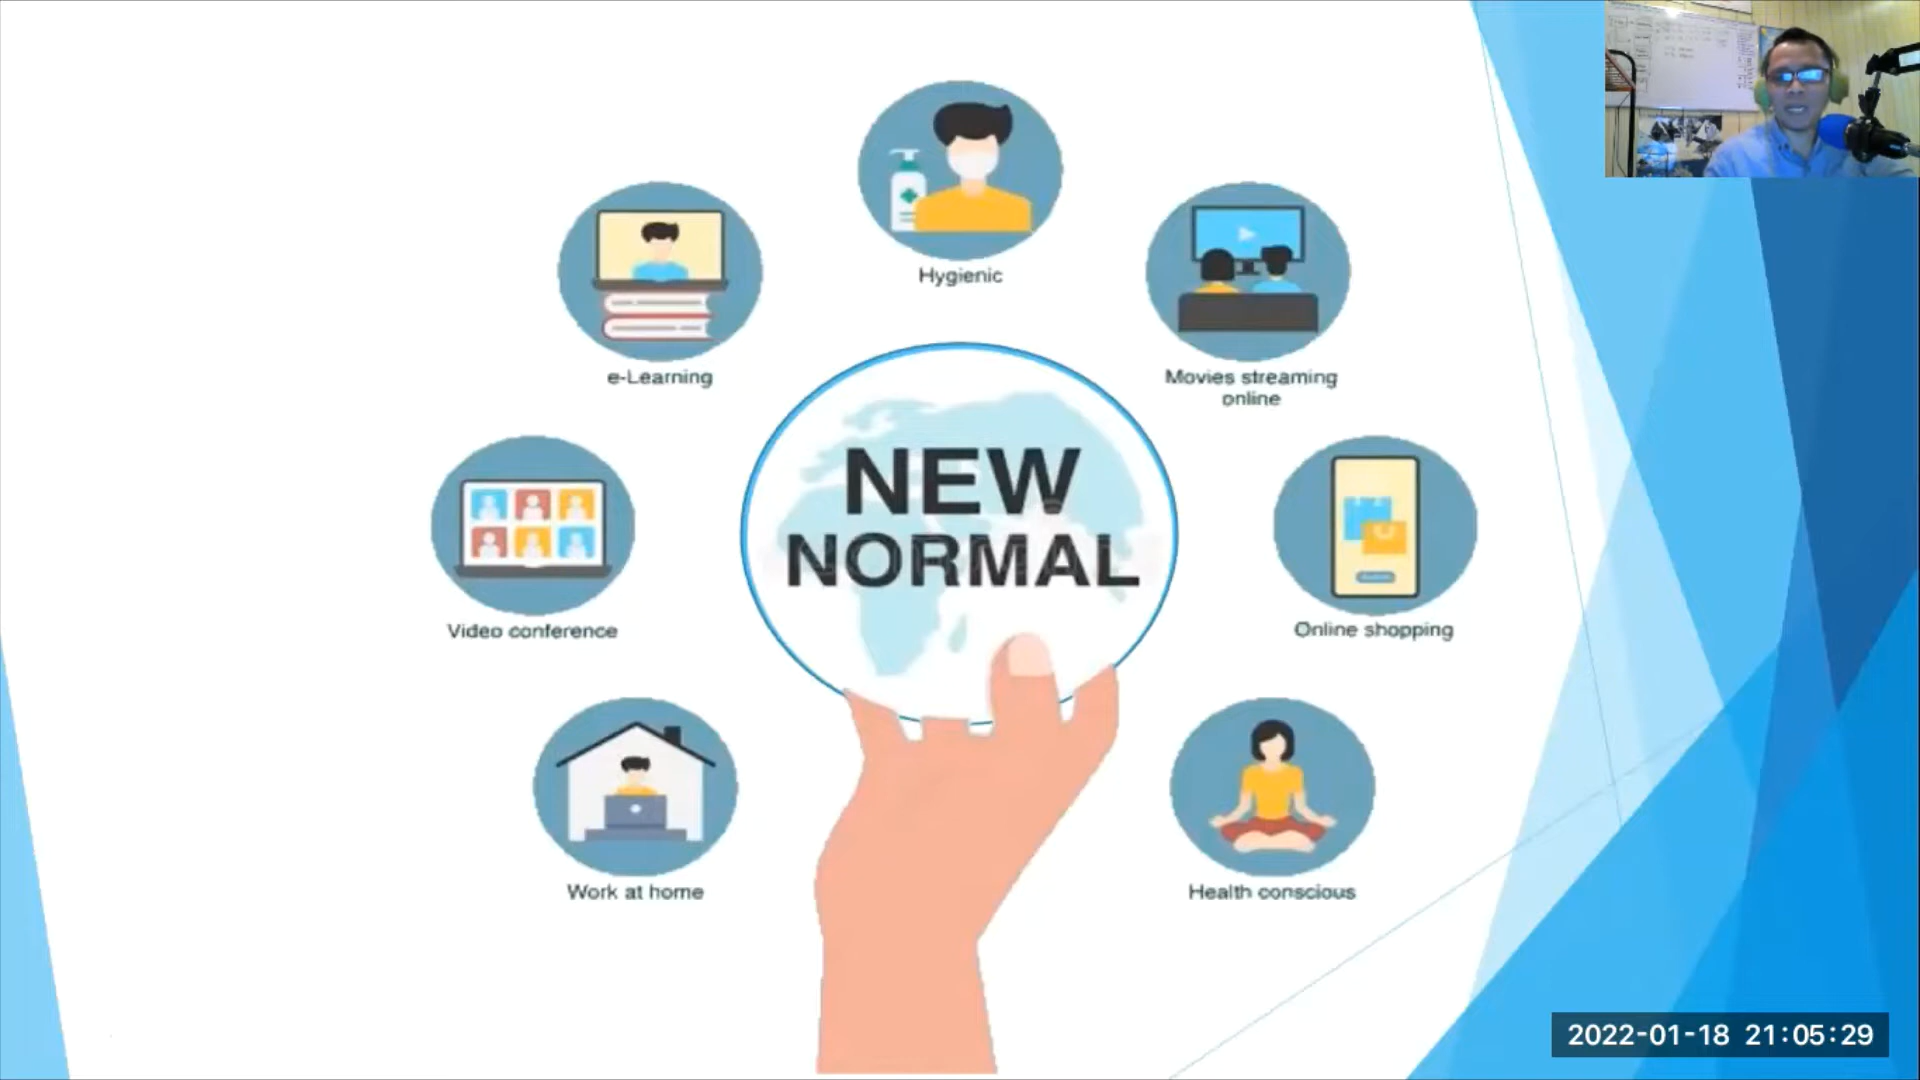 Hygienic
e-Learning
Movies streaming
online
NEW
NORMAL
Video conference
Online shopping
Work at home
Health conscious
2022-01-18 21:05:29